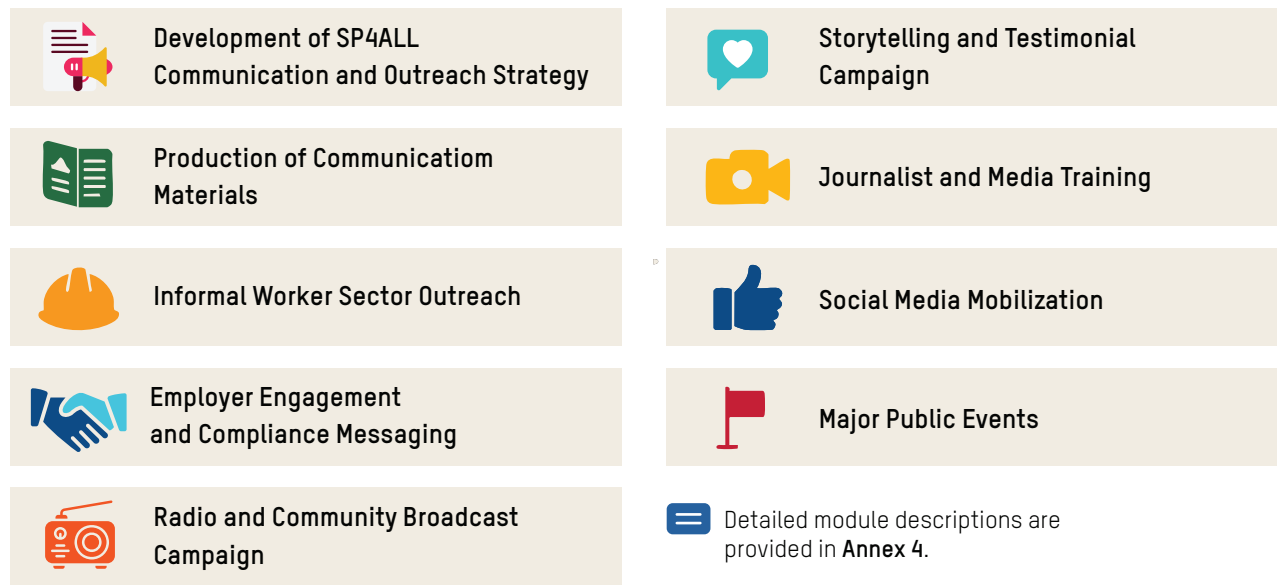 Development of SP4ALL
Communication and Outreach Strategy
Production of Communicatiom
Materials
Informal Worker Sector Outreach
Employer Engagement
and Compliance Messaging
Radio and Community Broadcast
Campaign
Storytelling and Testimonial
Campaign
Journalist and Media Training
Social Media Mobilization
Major Public Events
Detailed module descriptions are
provided in Annex 4.